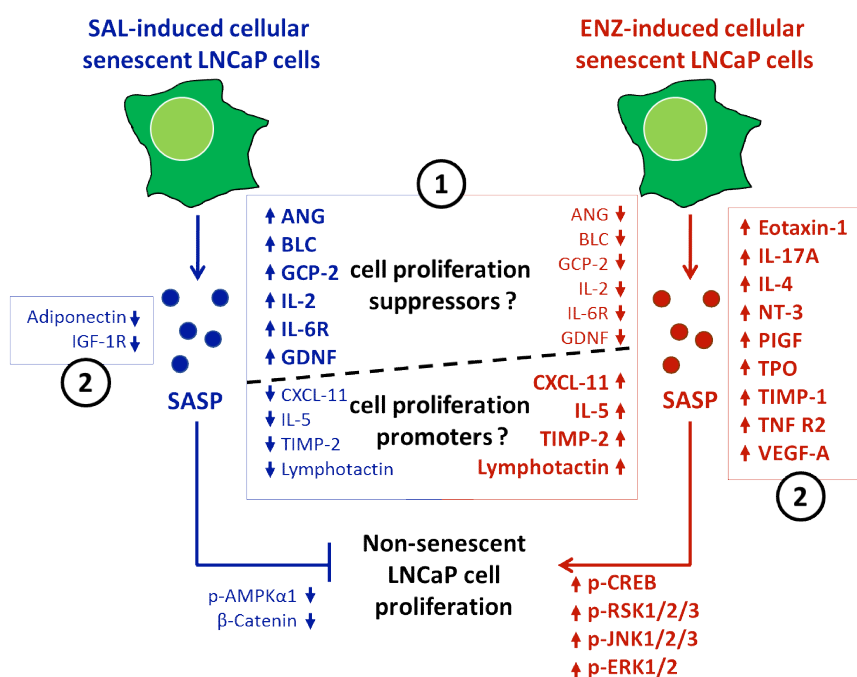 SAL-induced cellular
senescent LNCaP cells
ENZ-induced cellular
senescent LNCaP cells
1
ANG
BLC
GCP-2
IL-2
IL-6R
GDNF
cell proliferation
suppressors ?
ANG
BLC
GCP-2
IL-2
IL-6R
GDNF
Eotaxin-1
IL-17A
IL-4
NT-3
PIGF
TPO
TIMP-1
TNF R2
VEGF-A
2
Adiponectin
IGF-1R
2
SASP
CXCL-11
IL-5
TIMP-2
Lymphotactin
cell proliferation
promoters ?
CXCL-11
IL-5
TIMP-2
Lymphotactin
SASP
Non-senescent
LNCaP cell
proliferation
p-AMPKα1
β-Catenin
p-CREB
p-RSK1/2/3
p-JNK1/2/3
p-ERK1/2